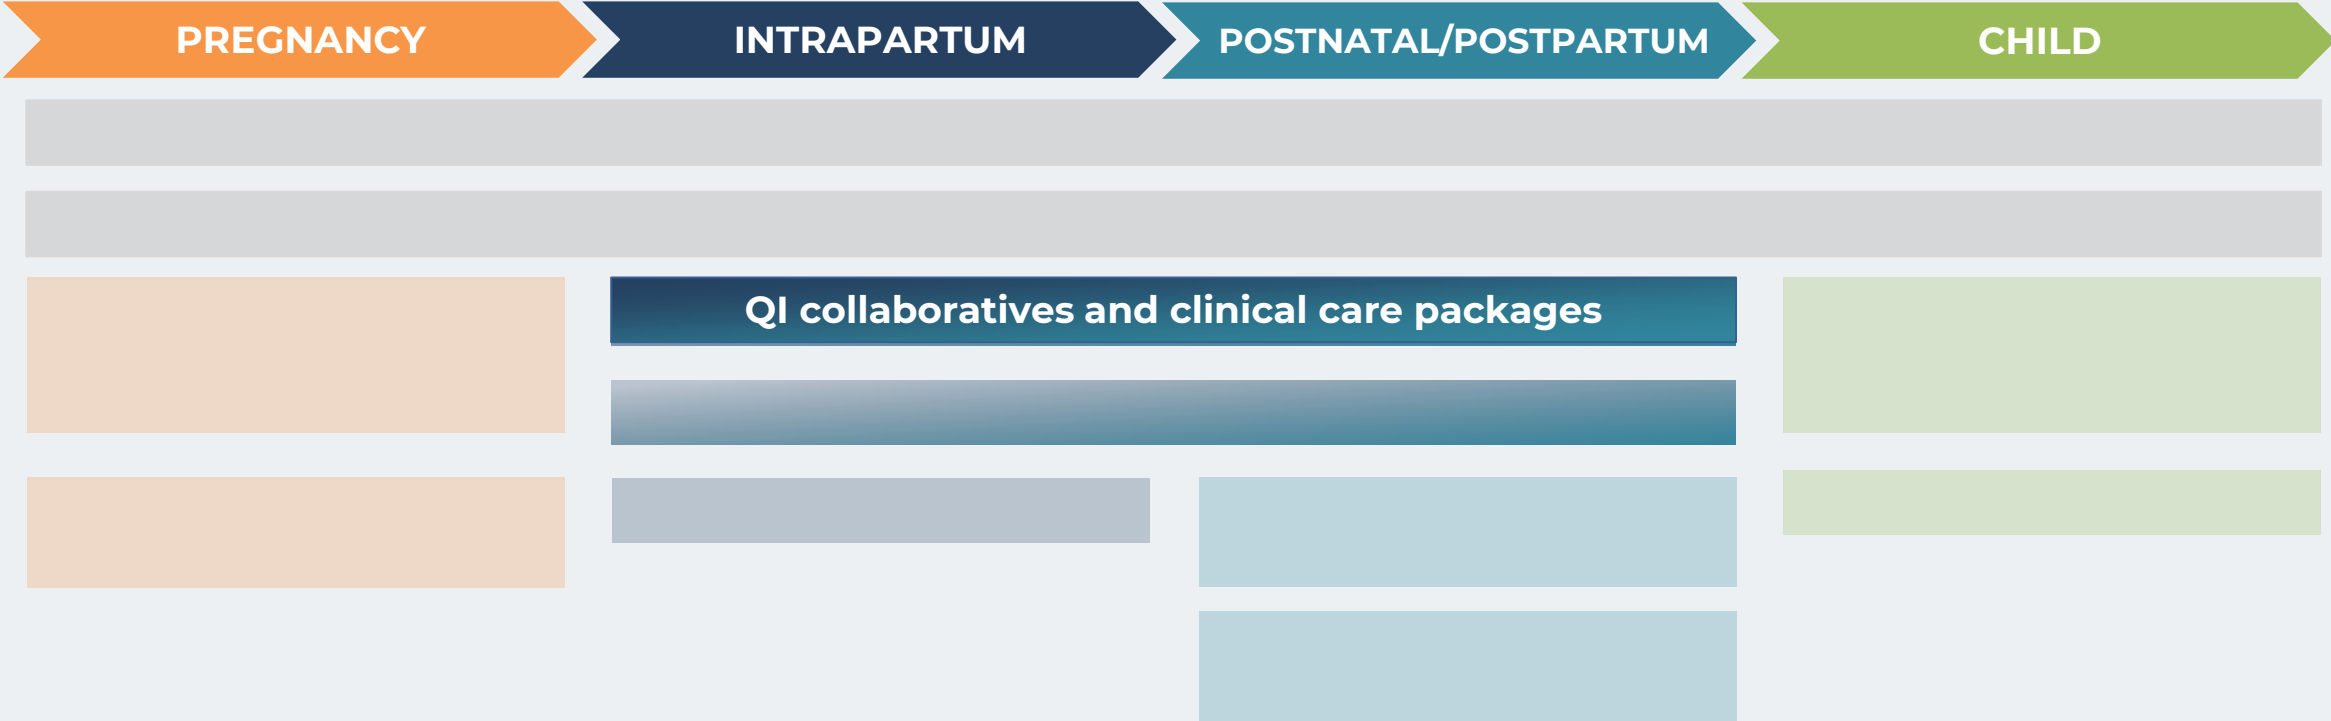 PREGNANCY
INTRAPARTUM
POSTNATAL/POSTPARTUM
CHILD
QI collaboratives and clinical care packages